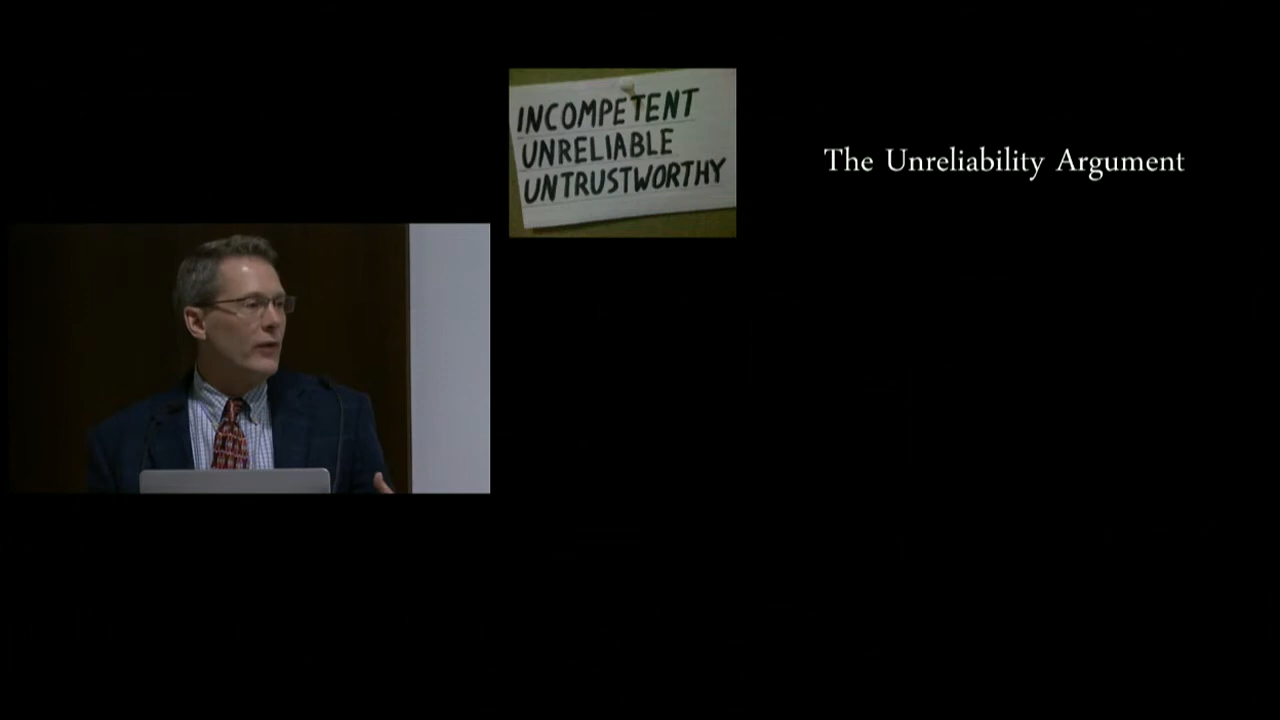 INCOMPETENT
UNRELIABLE
UNTRUSTWORTHY
The Unreliability Argument